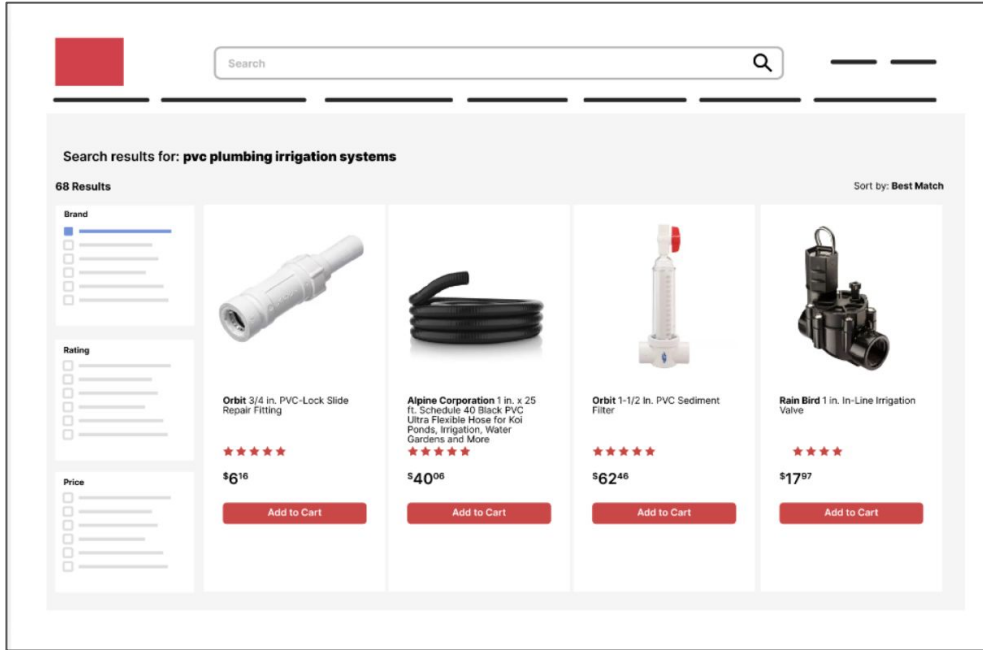 Search
Search results for: pvc plumbing irrigation systems
68 Results
Sort by: Best Match
Brand
Rating
Price
Orbit 3/4 in. PVC-Lock Slide
Repair Fitting
$6¹⁶
Add to Cart
Alpine Corporation 1 in. x 25
ft. Schedule 40 Black PVC
Ultra Flexible Hose for Koi
Ponds, Irrigation, Water
Gardens and More
$40⁰⁶
Add to Cart
Orbit 1-1/2 In. PVC Sediment
Filter
$62⁴⁶
Add to Cart
Rain Bird 1 in. In-Line Irrigation
Valve
$17⁹⁷
Add to Cart